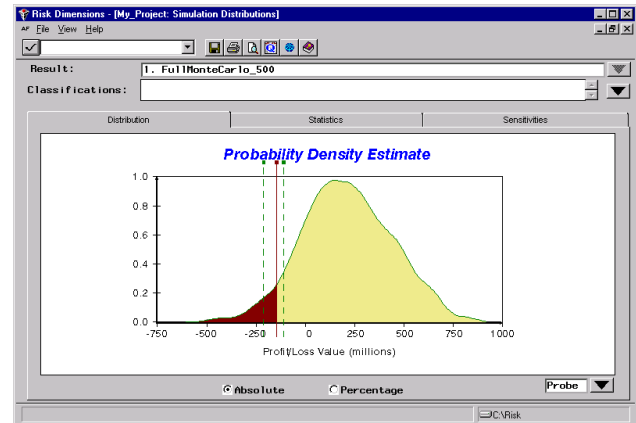 Risk Dimensions - [My_Project: Simulation Distributions]
AF File View Help
Result: 1. FullMonteCarlo_500
Classifications:
Distribution Statistics Sensitivities
Probability Density Estimate
1.0
0.8
0.6
0.4
0.2
0.0
-750 -500 -250 0 250 500 750 1000
Profit/Loss Value (millions)
Absolute Percentage Probe
C:\Risk